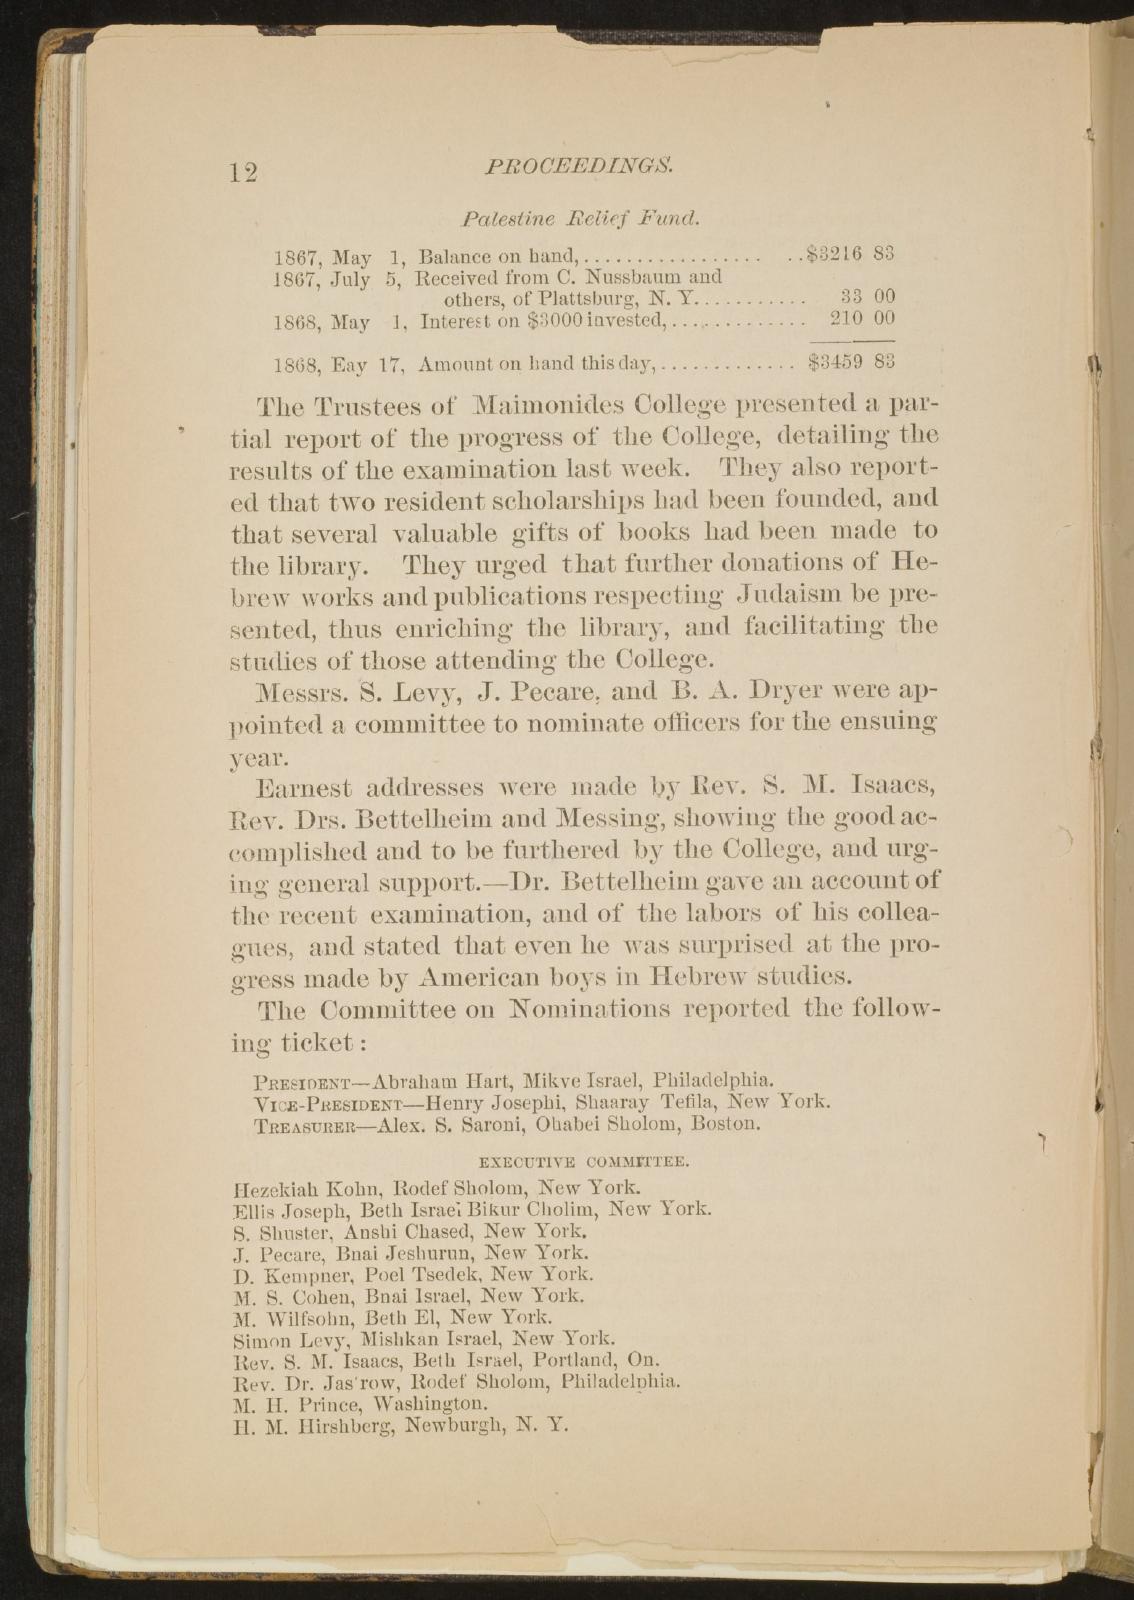 12
PROCEEDINGS.
Palestine Relief Fund.
1867, May 1, Balance on hand,................. ..$3216 83
1867, July 5, Received from C. Nussbaum and
others, of Plattsburg, N. Y........... 33 00
1868, May 1, Interest on $3000 invested,............. 210 00
1868, Eay 17, Amount on hand this day,............. $3459 83
The Trustees of Maimonides College presented a par-
tial report of the progress of the College, detailing the
results of the examination last week. They also report-
ed that two resident scholarships had been founded, and
that several valuable gifts of books had been made to
the library. They urged that further donations of He-
brew works and publications respecting Judaism be pre-
sented, thus enriching the library, and facilitating the
studies of those attending the College.
Messrs. S. Levy, J. Pecare, and B. A. Dryer were ap-
pointed a committee to nominate officers for the ensuing
year.
Earnest addresses were made by Rev. S. M. Isaacs,
Rev. Drs. Bettelheim and Messing, showing the good ac-
complished and to be furthered by the College, and urg-
ing general support.—Dr. Bettelheim gave an account of
the recent examination, and of the labors of his collea-
gues, and stated that even he was surprised at the pro-
gress made by American boys in Hebrew studies.
The Committee on Nominations reported the follow-
ing ticket :
PRESIDENT—Abraham Hart, Mikve Israel, Philadelphia.
VICE-PRESIDENT—Henry Josephi, Shaaray Tefila, New York.
TREASURER—Alex. S. Saroni, Ohabei Sholom, Boston.
EXECUTIVE COMMITTEE.
Hezekiah Kohn, Rodef Sholom, New York.
Ellis Joseph, Beth Israel Bikur Cholim, New York.
S. Shuster, Anshi Chased, New York.
J. Pecare, Bnai Jeshurun, New York.
D. Kempner, Poel Tsedek, New York.
M. S. Cohen, Bnai Israel, New York.
M. Wilfsohn, Beth El, New York.
Simon Levy, Mishkan Israel, New York.
Rev. S. M. Isaacs, Beth Israel, Portland, On.
Rev. Dr. Jas'row, Rodef Sholom, Philadelphia.
M. H. Prince, Washington.
H. M. Hirshberg, Newburgh, N. Y.